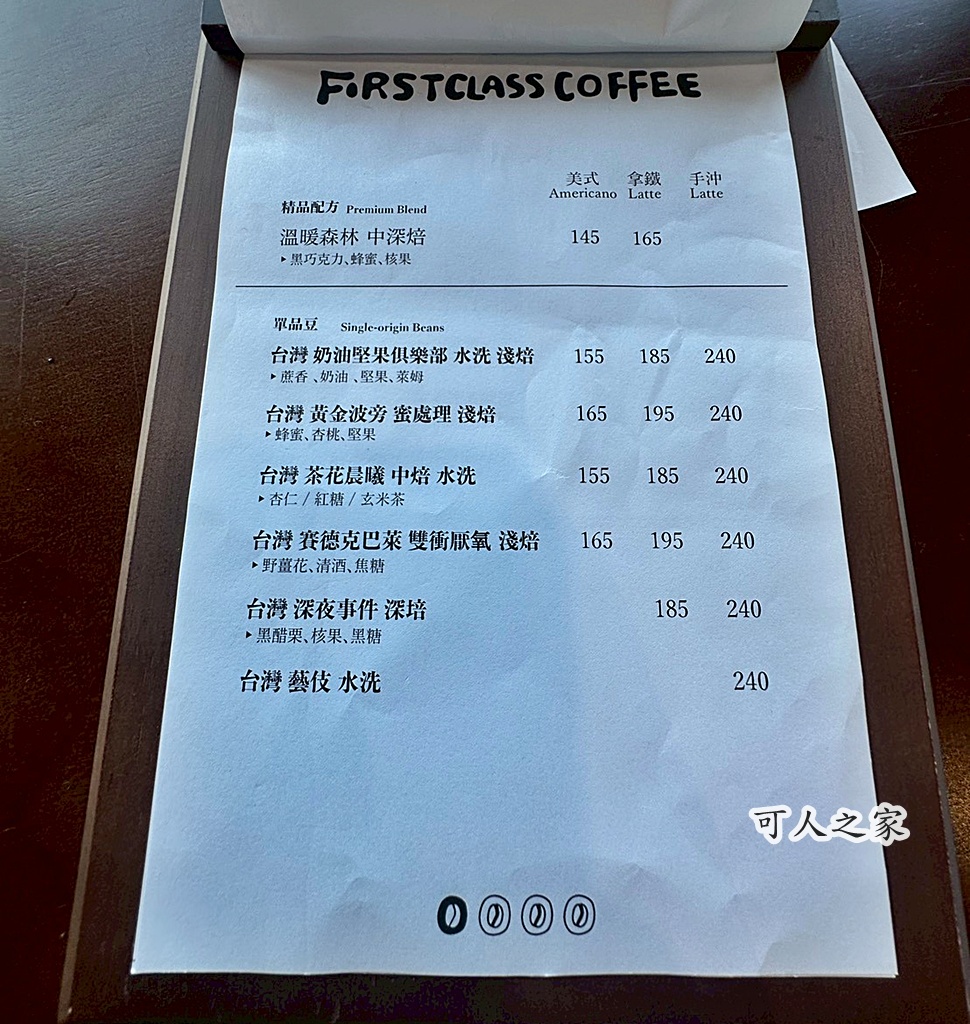 FIRSTCLASS COFFEE
美式 拿鐵 手沖
Americano Latte Latte
精品配方 Premium Blend
溫暖森林 中深焙 145 165
▸黑巧克力、蜂蜜、核果
單品豆 Single-origin Beans
台灣 奶油堅果俱樂部 水洗 淺焙 155 185 240
▸蔗香、奶油、堅果、萊姆
台灣 黃金波旁 蜜處理 淺焙 165 195 240
▸蜂蜜、杏桃、堅果
台灣 茶花晨曦 中焙 水洗 155 185 240
▸杏仁 / 紅糖 / 玄米茶
台灣 賽德克巴萊 雙衝厭氧 淺焙 165 195 240
▸野薑花、清酒、焦糖
台灣 深夜事件 深培 185 240
▸黑醋栗、核果、黑糖
台灣 藝伎 水洗 240
可人之家